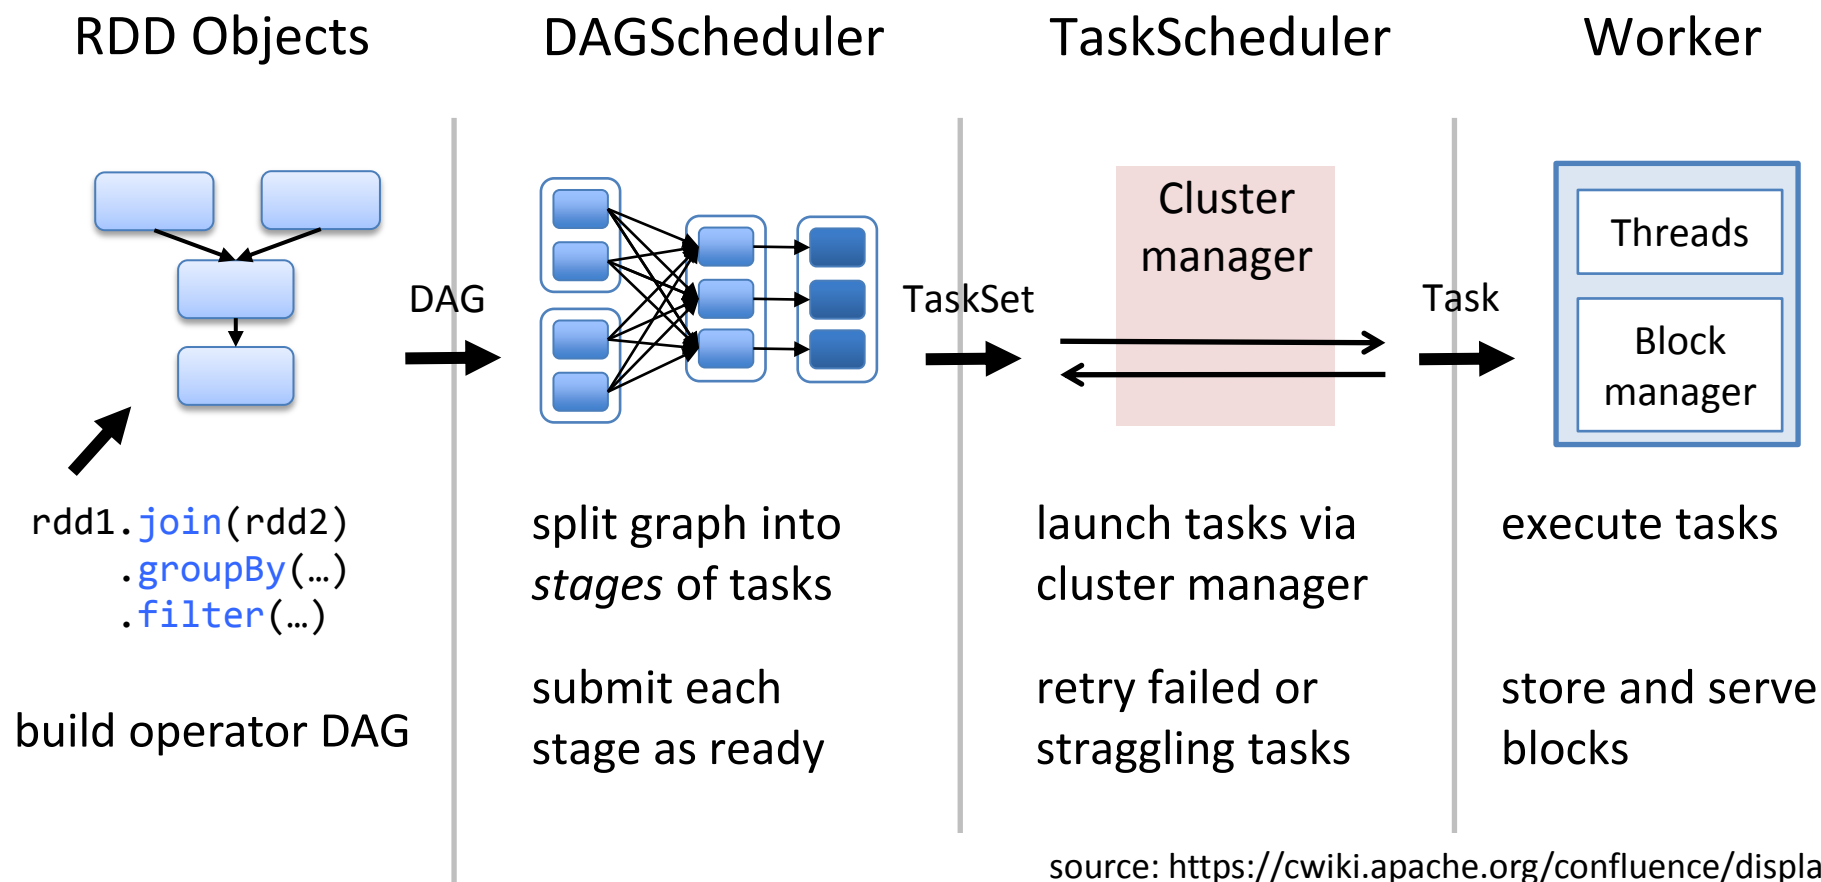 RDD Objects
DAGScheduler
TaskScheduler
Worker
DAG
TaskSet
Cluster
manager
Task
Threads
Block
manager
rdd1.join(rdd2)
.groupBy(…)
.filter(…)
build operator DAG
split graph into
stages of tasks
submit each
stage as ready
launch tasks via
cluster manager
retry failed or
straggling tasks
execute tasks
store and serve
blocks
source: https://cwiki.apache.org/confluence/displa